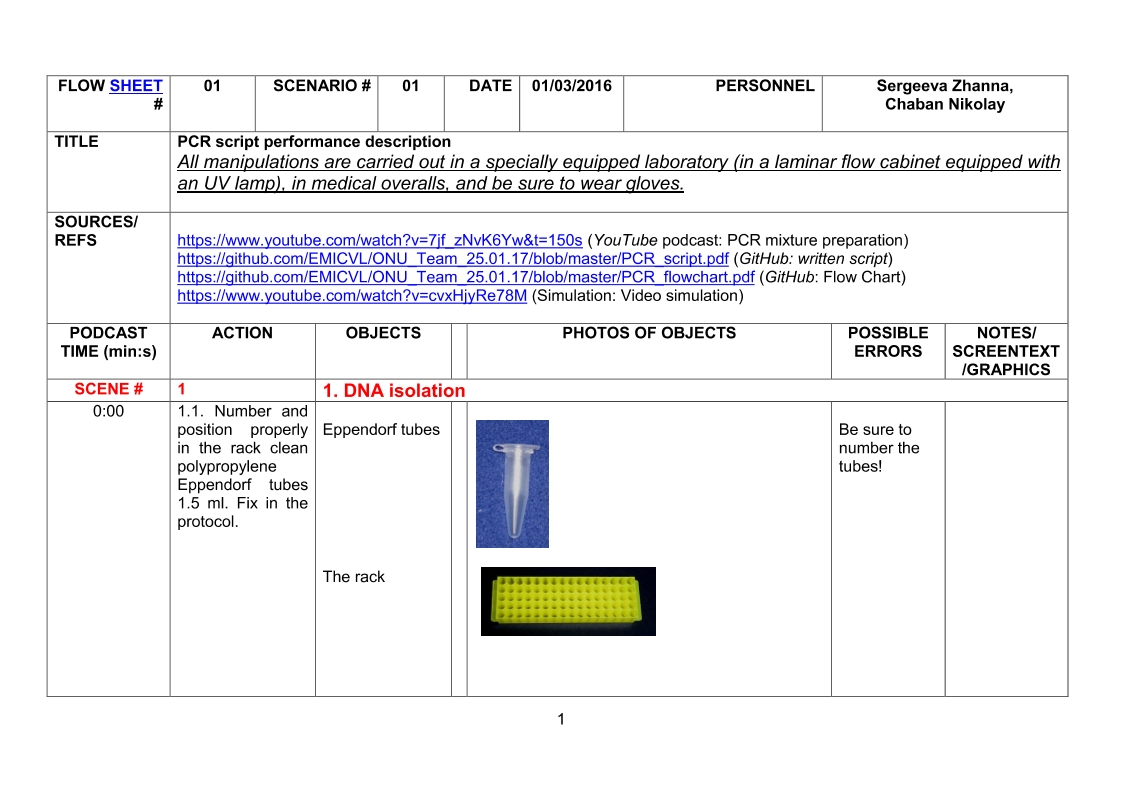 FLOW SHEET # 01 SCENARIO # 01 DATE 01/03/2016 PERSONNEL Sergeeva Zhanna,
Chaban Nikolay
TITLE
PCR script performance description
All manipulations are carried out in a specially equipped laboratory (in a laminar flow cabinet equipped with
an UV lamp), in medical overalls, and be sure to wear gloves.
SOURCES/
REFS
https://www.youtube.com/watch?v=7jf_zNvK6Yw&t=150s (YouTube podcast: PCR mixture preparation)
https://github.com/EMICVL/ONU_Team_25.01.17/blob/master/PCR_script.pdf (GitHub: written script)
https://github.com/EMICVL/ONU_Team_25.01.17/blob/master/PCR_flowchart.pdf (GitHub: Flow Chart)
https://www.youtube.com/watch?v=cvxHjyRe78M (Simulation: Video simulation)
PODCAST
TIME (min:s)
ACTION
OBJECTS
PHOTOS OF OBJECTS
POSSIBLE
ERRORS
NOTES/
SCREENTEXT
/GRAPHICS
SCENE # 1 1. DNA isolation
0:00
1.1. Number and
position properly
in the rack clean
polypropylene
Eppendorf tubes
1.5 ml. Fix in the
protocol.
Eppendorf tubes
The rack
Be sure to
number the
tubes!
1